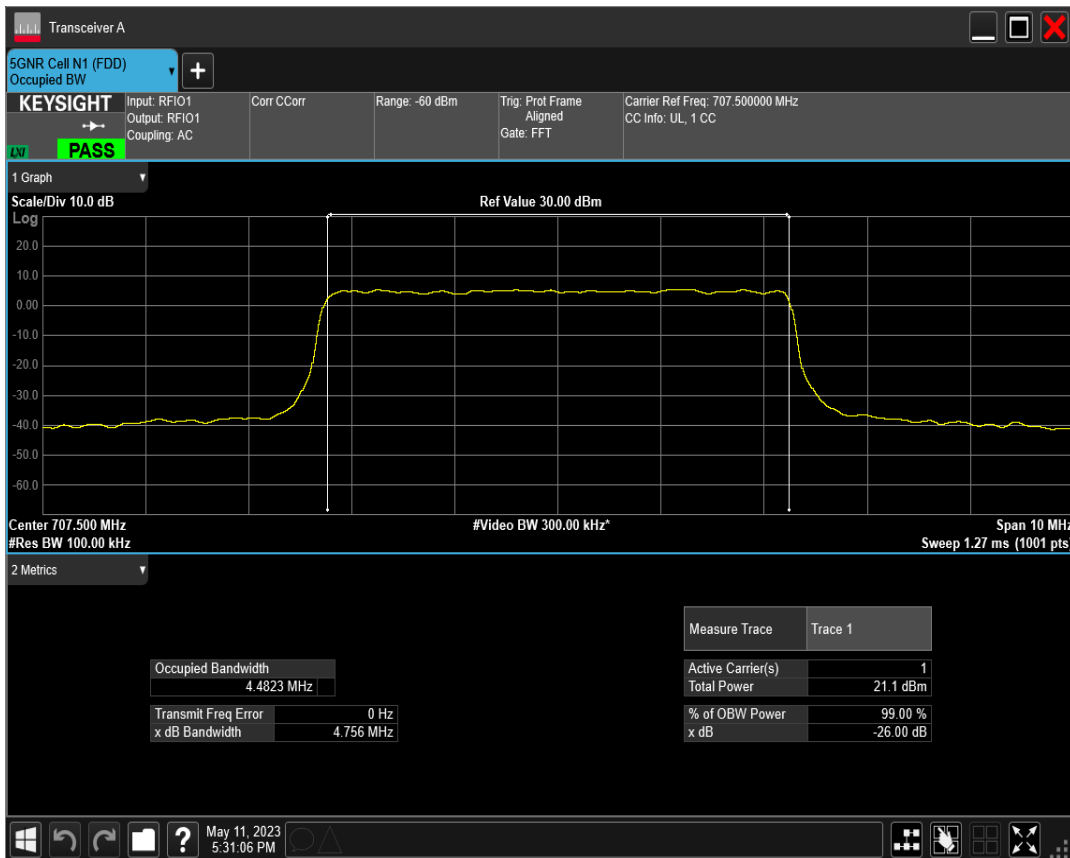 Transceiver A
5GNR Cell N1 (FDD)
Occupied BW
+
KEYSIGHT
LXI
PASS
Input: RFIO1
Output: RFIO1
Coupling: AC
Corr CCorr
Range: -60 dBm
Trig: Prot Frame
Aligned
Gate: FFT
Carrier Ref Freq: 707.500000 MHz
CC Info: UL, 1 CC
1 Graph
Scale/Div 10.0 dB
Ref Value 30.00 dBm
Log
20.0
10.0
0.00
-10.0
-20.0
-30.0
-40.0
-50.0
-60.0
Center 707.500 MHz
#Video BW 300.00 kHz*
Span 10 MHz
#Res BW 100.00 kHz
Sweep 1.27 ms (1001 pts)
2 Metrics
Measure Trace Trace 1
Occupied Bandwidth
4.4823 MHz
Active Carrier(s) 1
Total Power 21.1 dBm
Transmit Freq Error 0 Hz
x dB Bandwidth 4.756 MHz
% of OBW Power 99.00 %
x dB -26.00 dB
?
May 11, 2023
5:31:06 PM